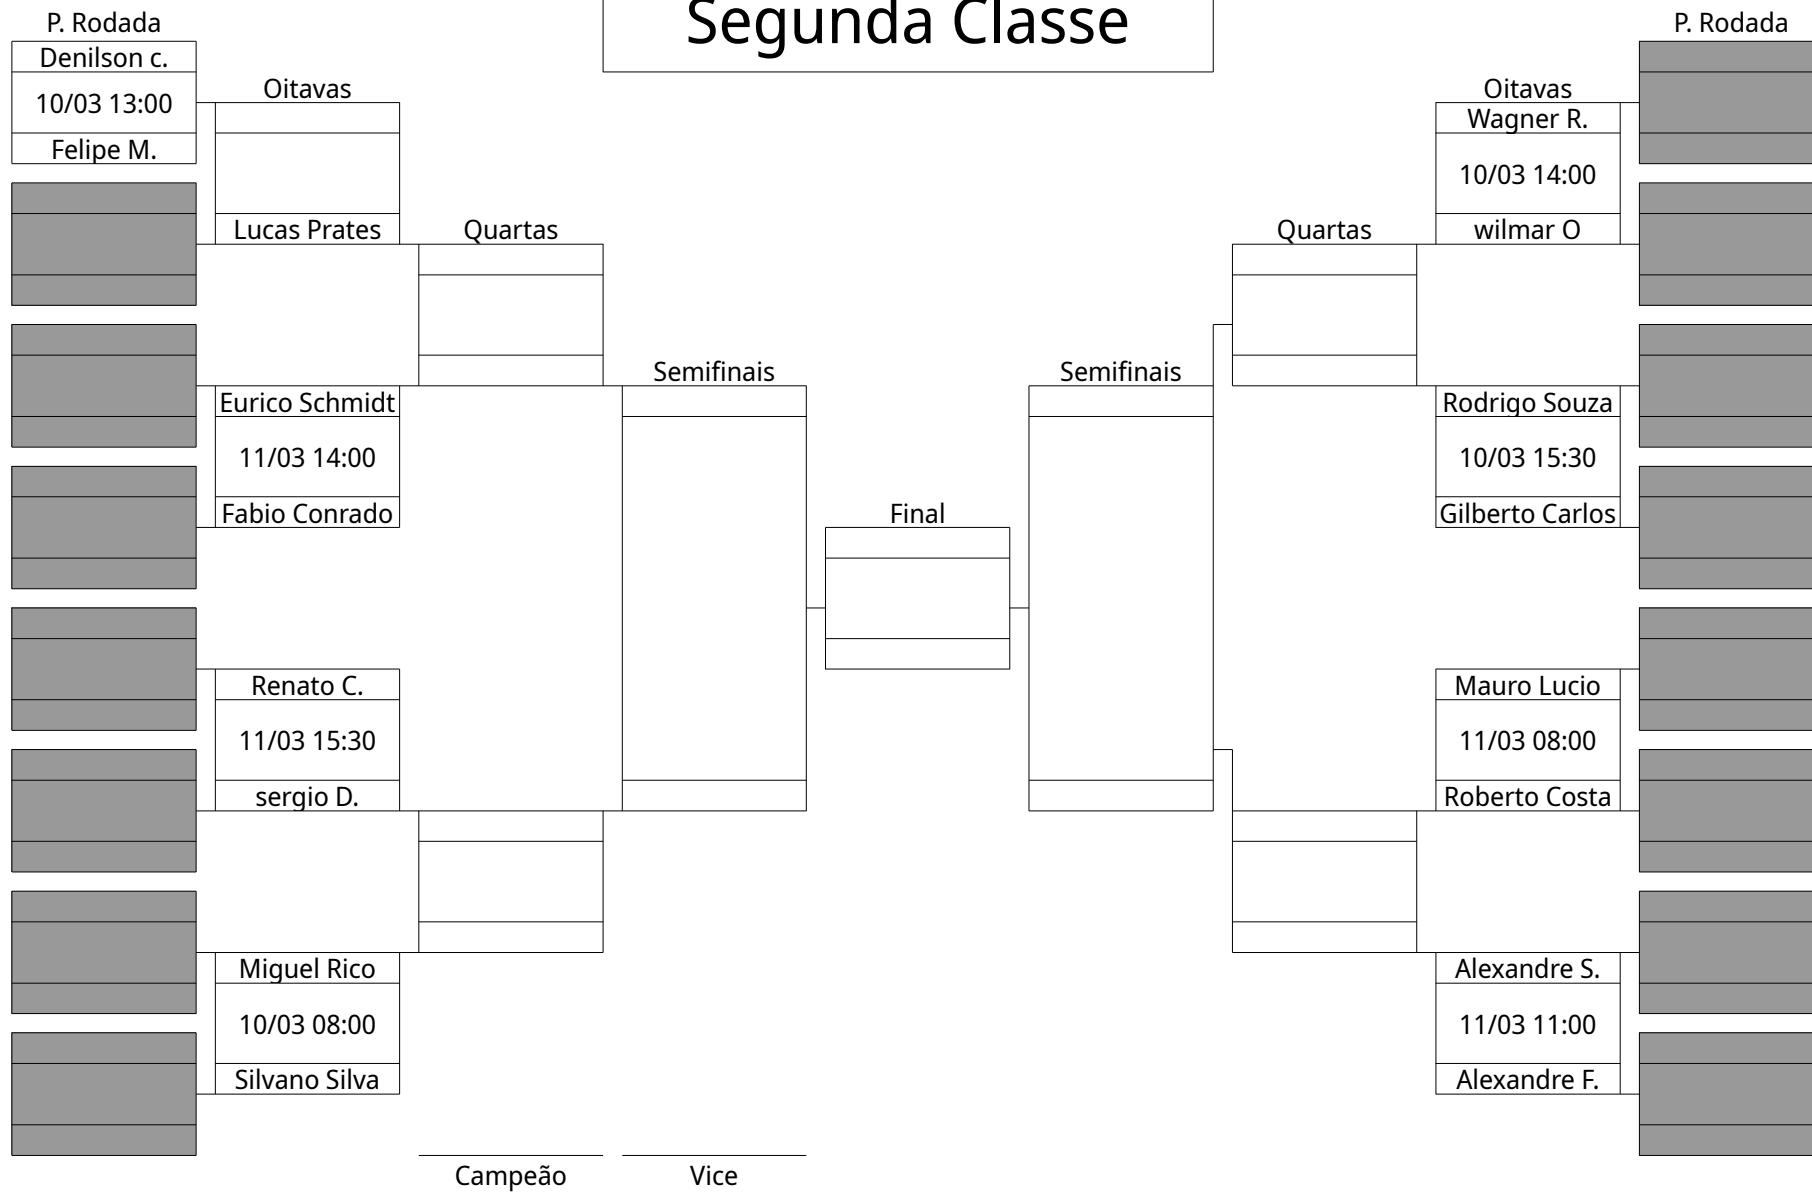 Segunda Classe
P. Rodada
Denilson c.
10/03 13:00
Felipe M.
Oitavas
Lucas Prates
Eurico Schmidt
11/03 14:00
Fabio Conrado
Renato C.
11/03 15:30
sergio D.
Miguel Rico
10/03 08:00
Silvano Silva
Quartas
Semifinais
Final
Semifinais
Quartas
Oitavas
Wagner R.
10/03 14:00
wilmar O
Rodrigo Souza
10/03 15:30
Gilberto Carlos
Mauro Lucio
11/03 08:00
Roberto Costa
Alexandre S.
11/03 11:00
Alexandre F.
P. Rodada
Campeão
Vice